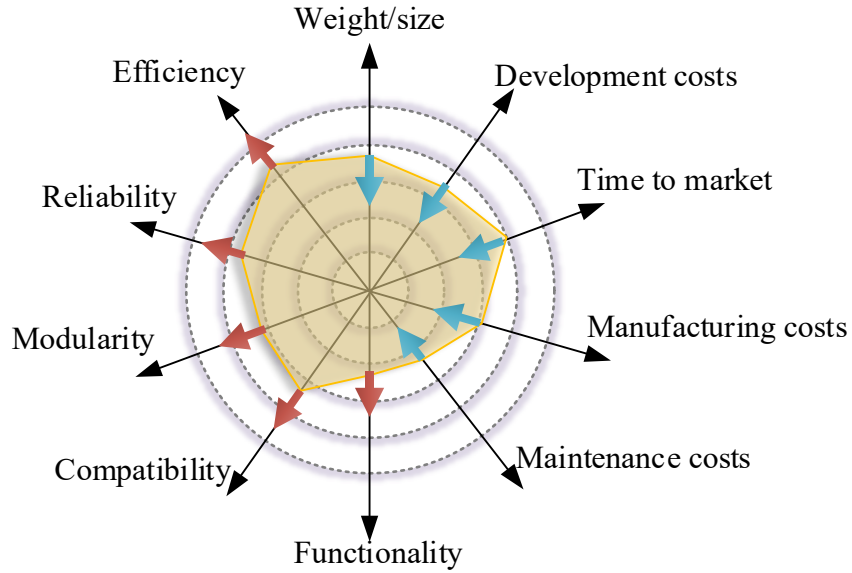 Weight/size
Efficiency
Development costs
Reliability
Time to market
Modularity
Manufacturing costs
Compatibility
Maintenance costs
Functionality